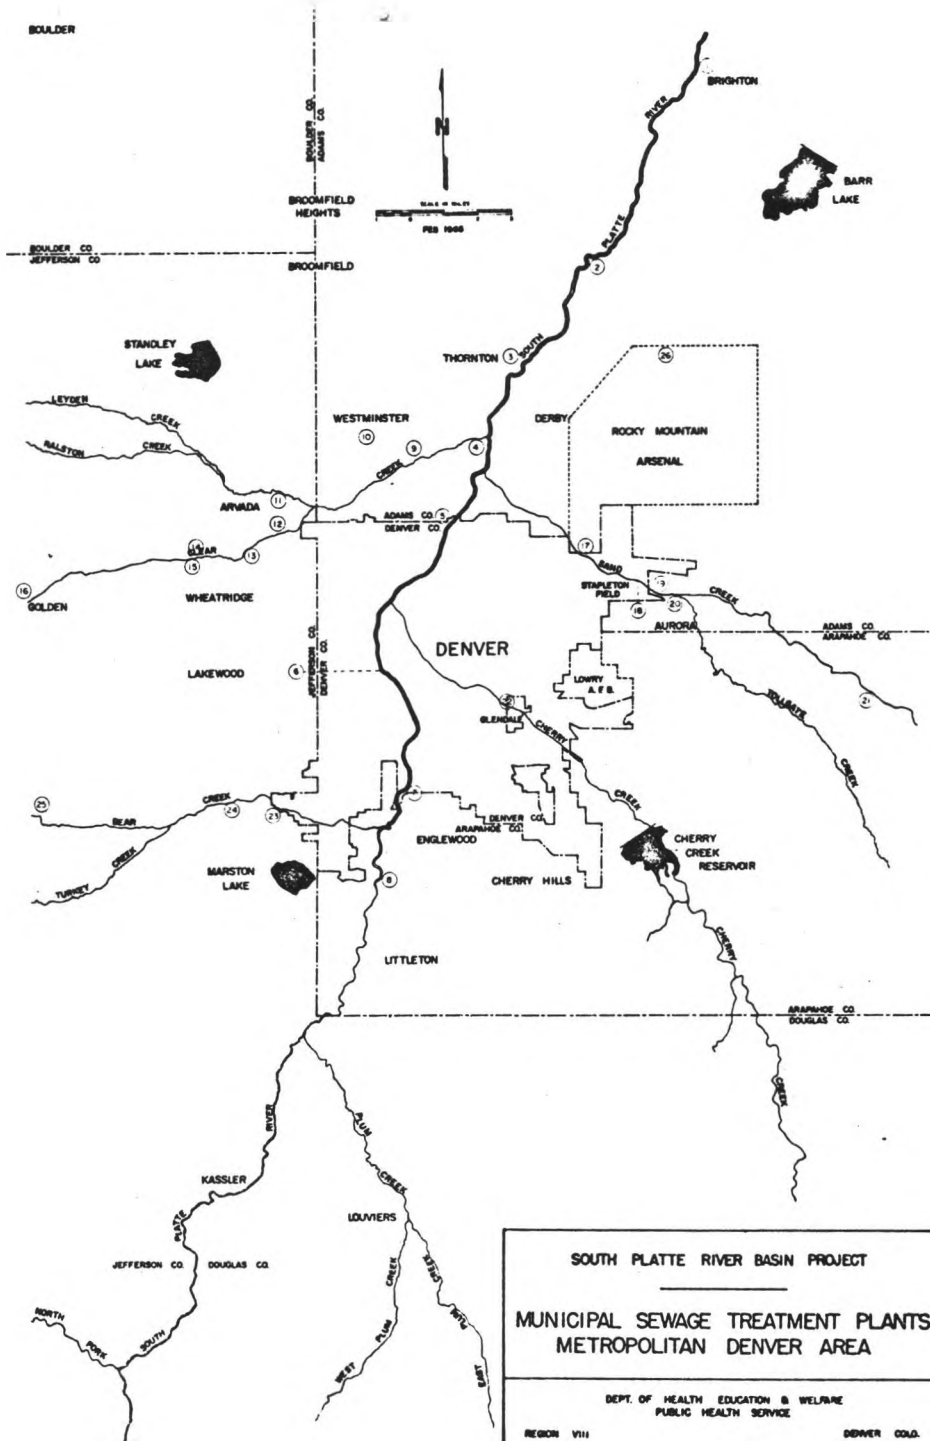 BOULDER
BRIGHTON
RIVER
BOULDER CO.
ADAMS CO.
N
BARR
LAKE
BROOMFIELD
HEIGHTS
SCALE IN MILES
FEB 1966
PLATTE
BOULDER CO
JEFFERSON CO
BROOMFIELD
2
STANDLEY
LAKE
THORNTON
3
SOUTH
26
LEYDEN
CREEK
WESTMINSTER
DERBY
10
9
4
ROCKY MOUNTAIN
ARSENAL
RALSTON
CREEK
CREEK
11
ARVADA
5
ADAMS CO.
DENVER CO.
12
17
14
CLEAR
13
15
SAND
16
GOLDEN
WHEATRIDGE
STAPLETON
FIELD
19
CREEK
18
20
AURORA
ADAMS CO.
ARAPAHOE CO.
DENVER
JEFFERSON CO.
DENVER CO.
LAKEWOOD
6
LOWRY
A.F.B.
21
GLENDALE
TOLLGATE
CHERRY
CREEK
25
CREEK
24
23
BEAR
CREEK
DENVER CO.
ARAPAHOE CO.
ENGLEWOOD
CHERRY
CREEK
RESERVOIR
MARSTON
LAKE
CREEK
TURKEY
8
CHERRY HILLS
CHERRY
LITTLETON
ARAPAHOE CO.
DOUGLAS CO.
CREEK
RIVER
PLUM
CREEK
KASSLER
LOUVIERS
PLATTE
JEFFERSON CO.
DOUGLAS CO.
CREEK
CREEK
NORTH
FORK
SOUTH
PLUM
PLUM
WEST
EAST
SOUTH PLATTE RIVER BASIN PROJECT
MUNICIPAL SEWAGE TREATMENT PLANTS
METROPOLITAN DENVER AREA
DEPT. OF HEALTH EDUCATION & WELFARE
PUBLIC HEALTH SERVICE
REGION VIII
DENVER COLO.